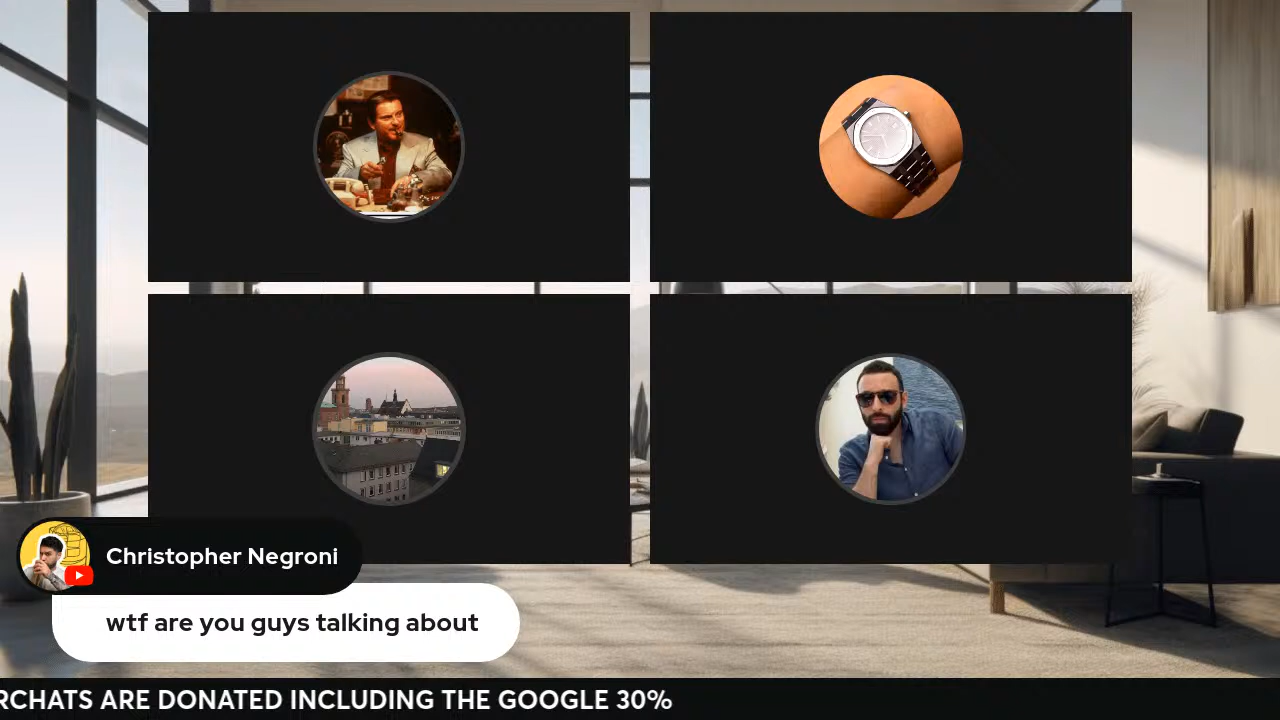 Christopher Negroni
wtf are you guys talking about
RCHATS ARE DONATED INCLUDING THE GOOGLE 30%